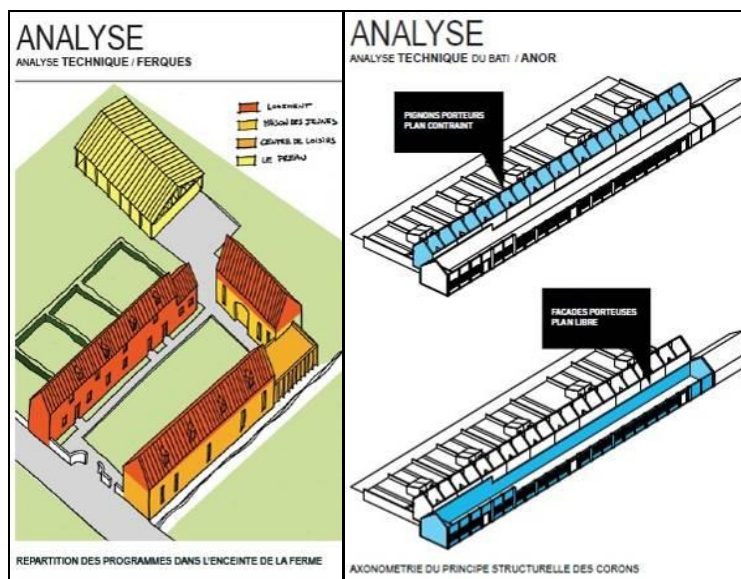 ANALYSE
ANALYSE TECHNIQUE / FERQUES
LOGEMENT
MAISON DES JEUNES
CENTRE DE LOISIRS
LE PREAU
REPARTITION DES PROGRAMMES DANS L'ENCEINTE DE LA FERME
ANALYSE
ANALYSE TECHNIQUE DU BATI / ANOR
PIGNONS PORTEURS
PLAN CONTRAINT
FACADES PORTEUSES
PLAN LIBRE
AXONOMETRIE DU PRINCIPE STRUCTURELLE DES CORONS